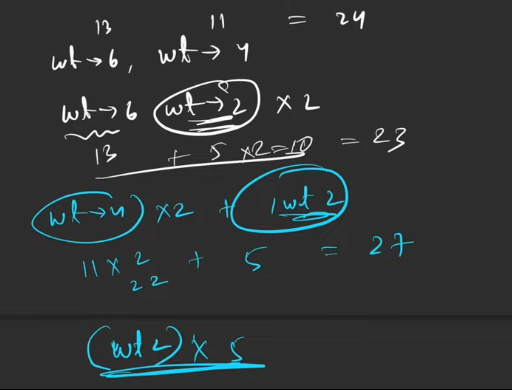 13 11 = 24
wt→6, wt→4
wt→6 wt→2 ×2
13 + 5 ×2=10 = 23
wt→4 ×2 + 1 wt 2
11×2 + 5 = 27
22
(wt 2) × 5